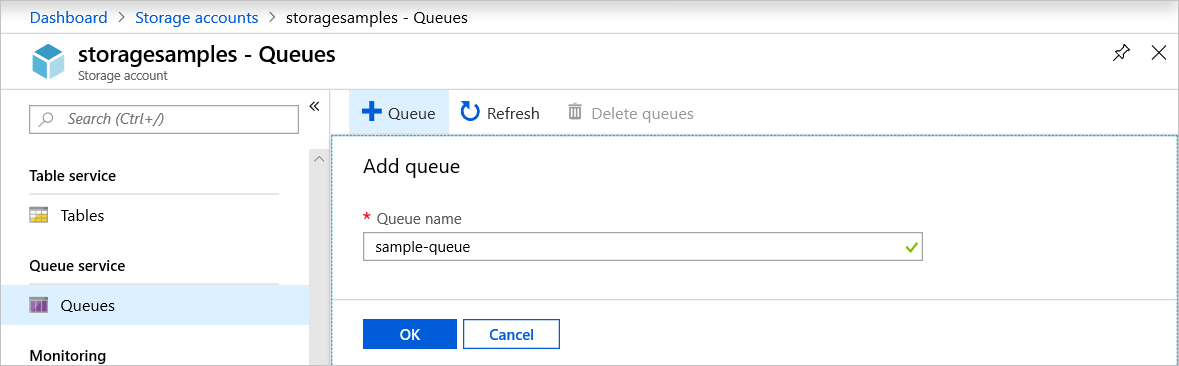 Dashboard > Storage accounts > storagesamples - Queues
storagesamples - Queues
Storage account
Search (Ctrl+/)
«
Table service
Tables
Queue service
Queues
Monitoring
+ Queue Refresh Delete queues
Add queue
* Queue name
sample-queue
OK Cancel